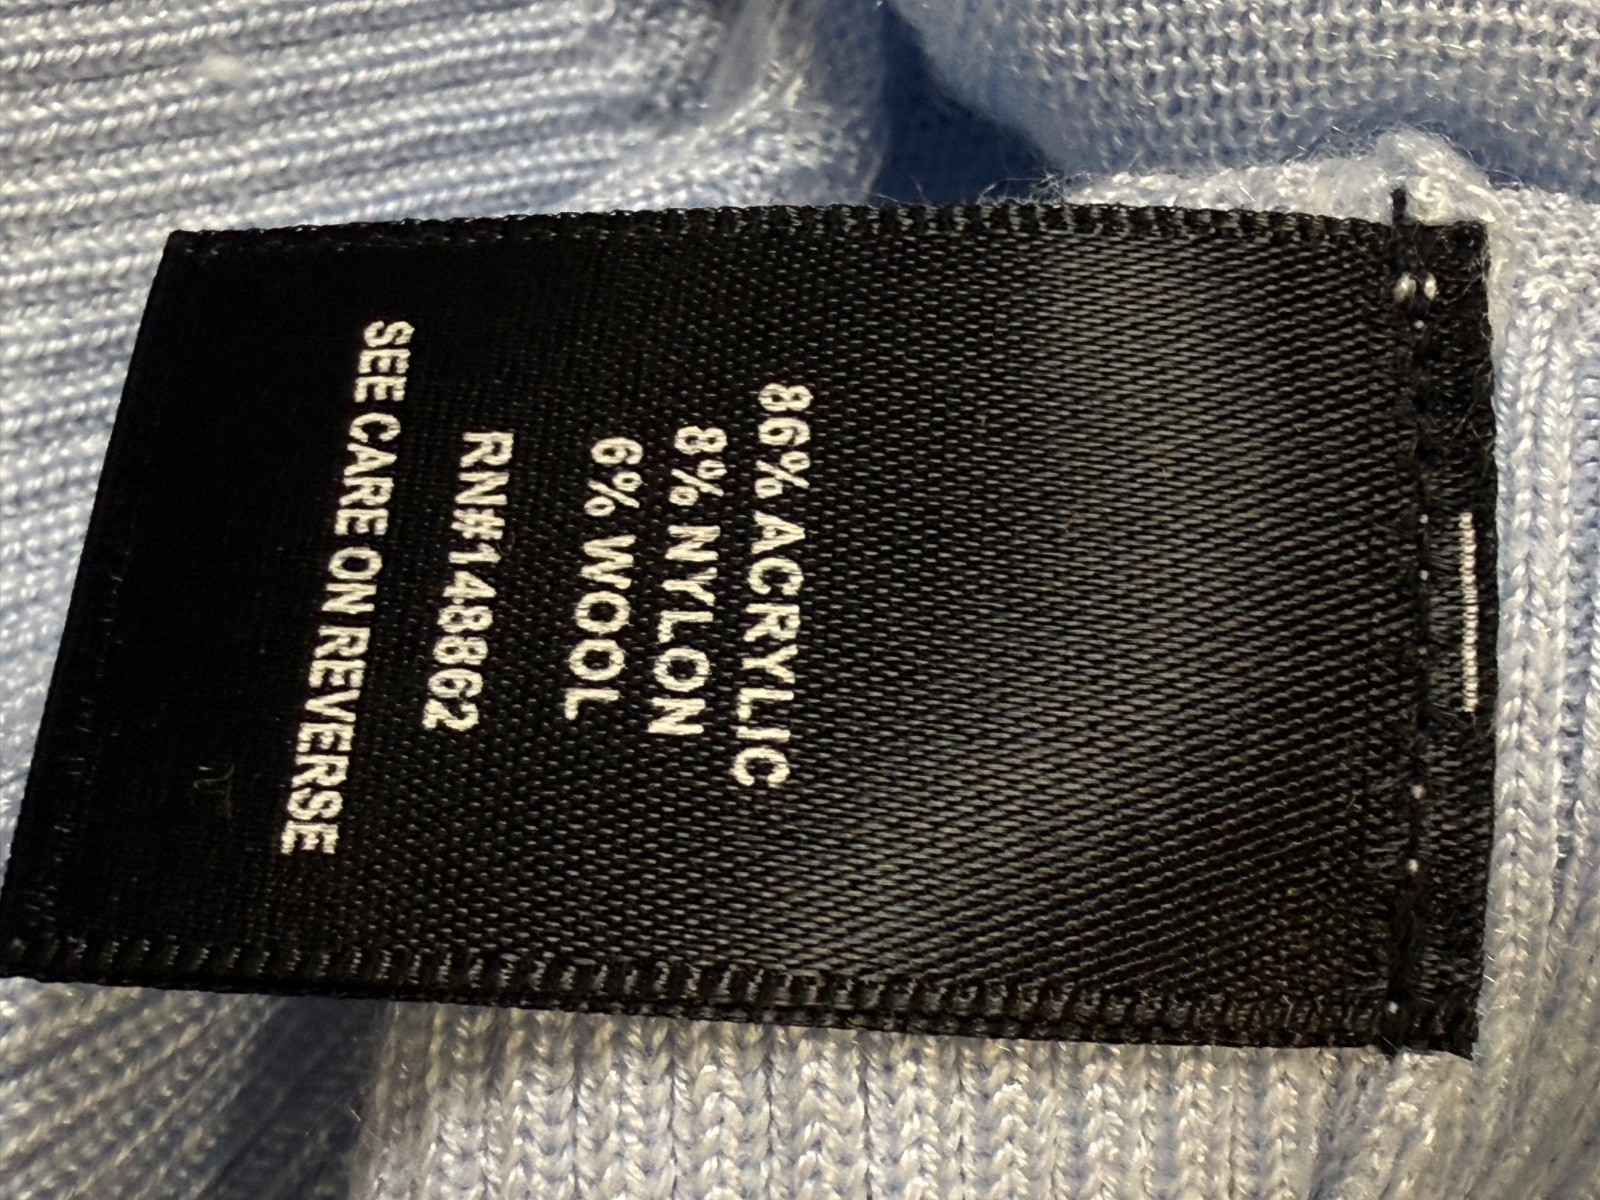 86% ACRYLIC
8% NYLON
6% WOOL
RN#148862
SEE CARE ON REVERSE